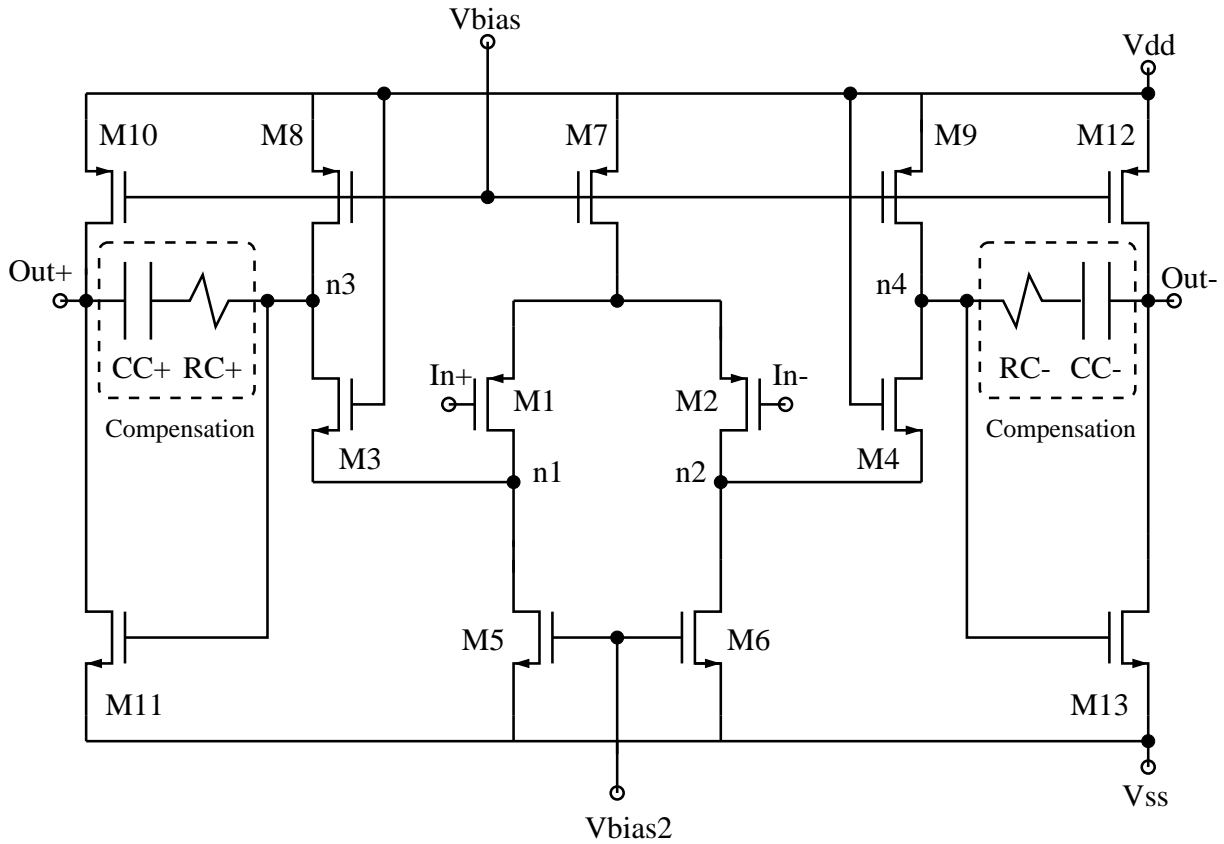 Vbias
Vdd
M10
M8
M7
M9
M12
Out+
n3
n4
Out-
CC+
RC+
In+
M1
M2
In-
RC-
CC-
Compensation
M3
n1
n2
M4
Compensation
M5
M6
M11
M13
Vbias2
Vss